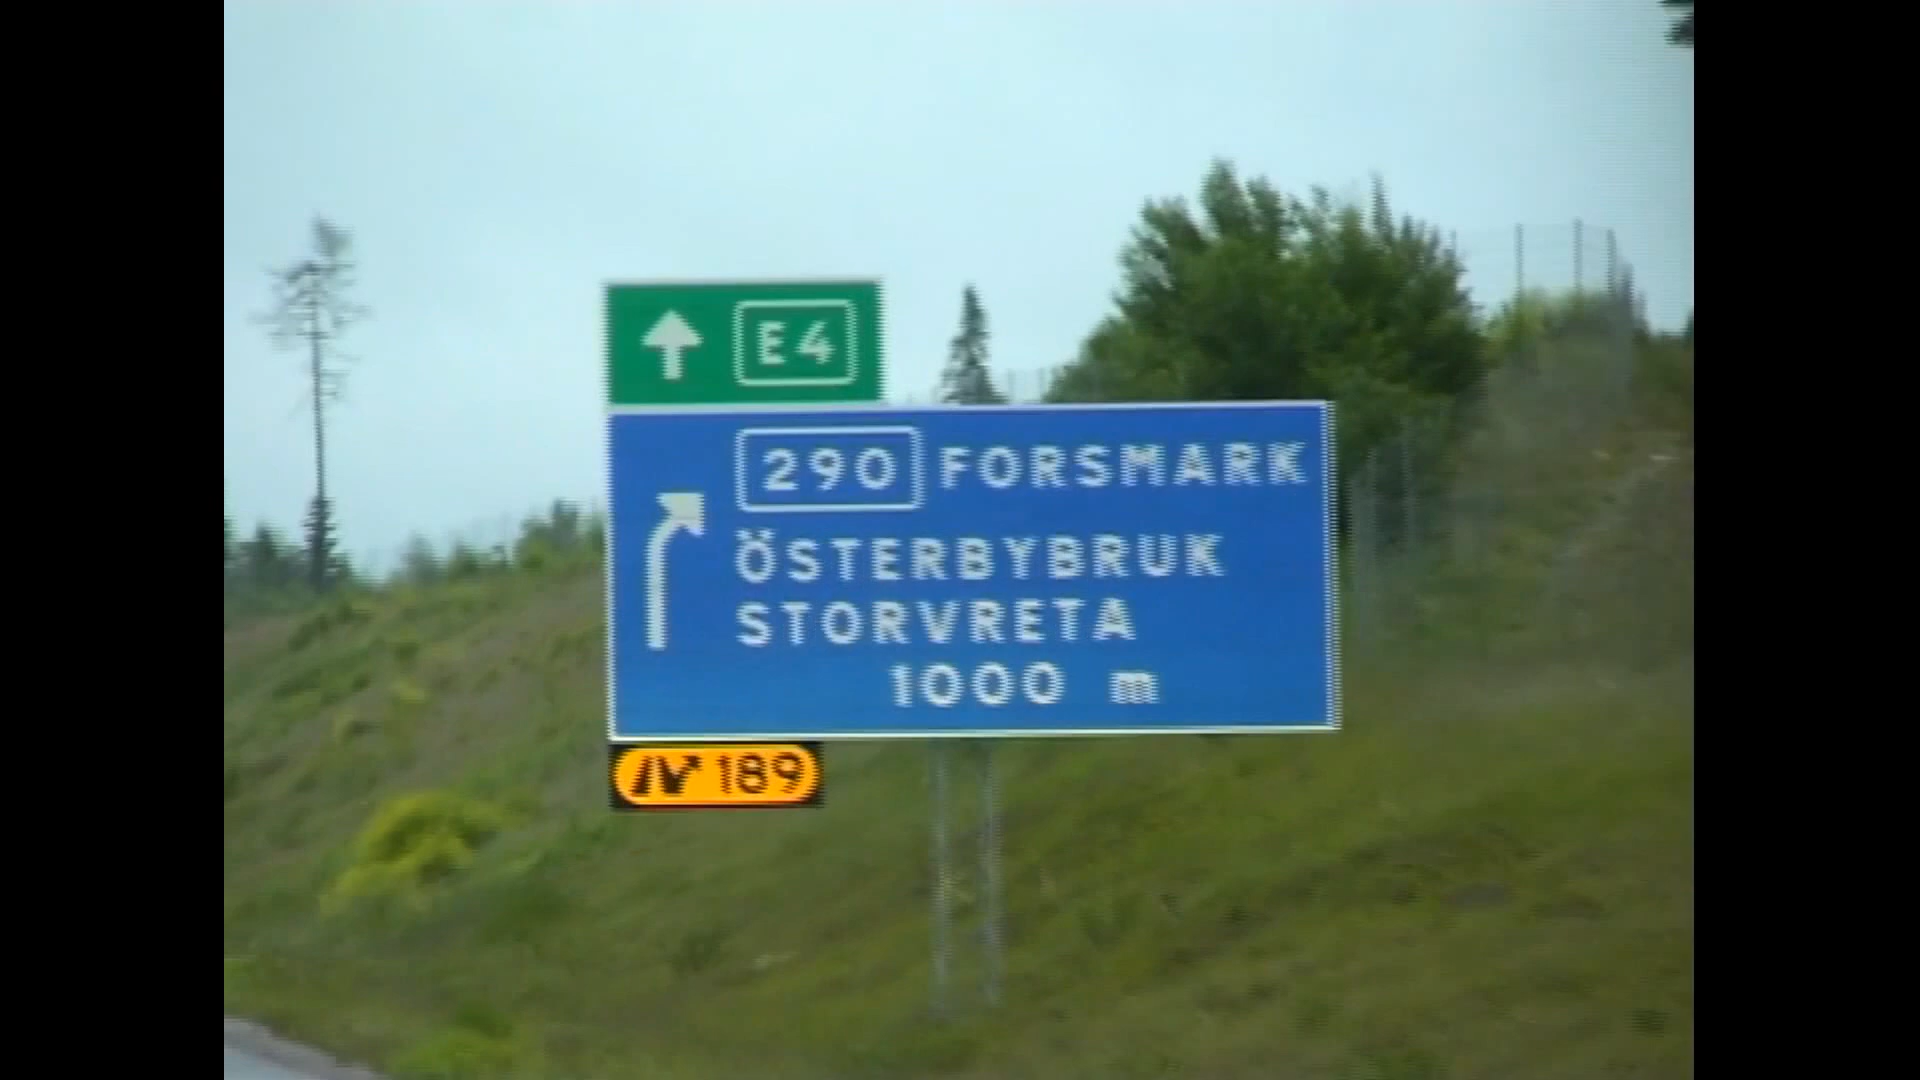 E4
290 FORSMARK
ÖSTERBYBRUK
STORVRETA
1000 m
189